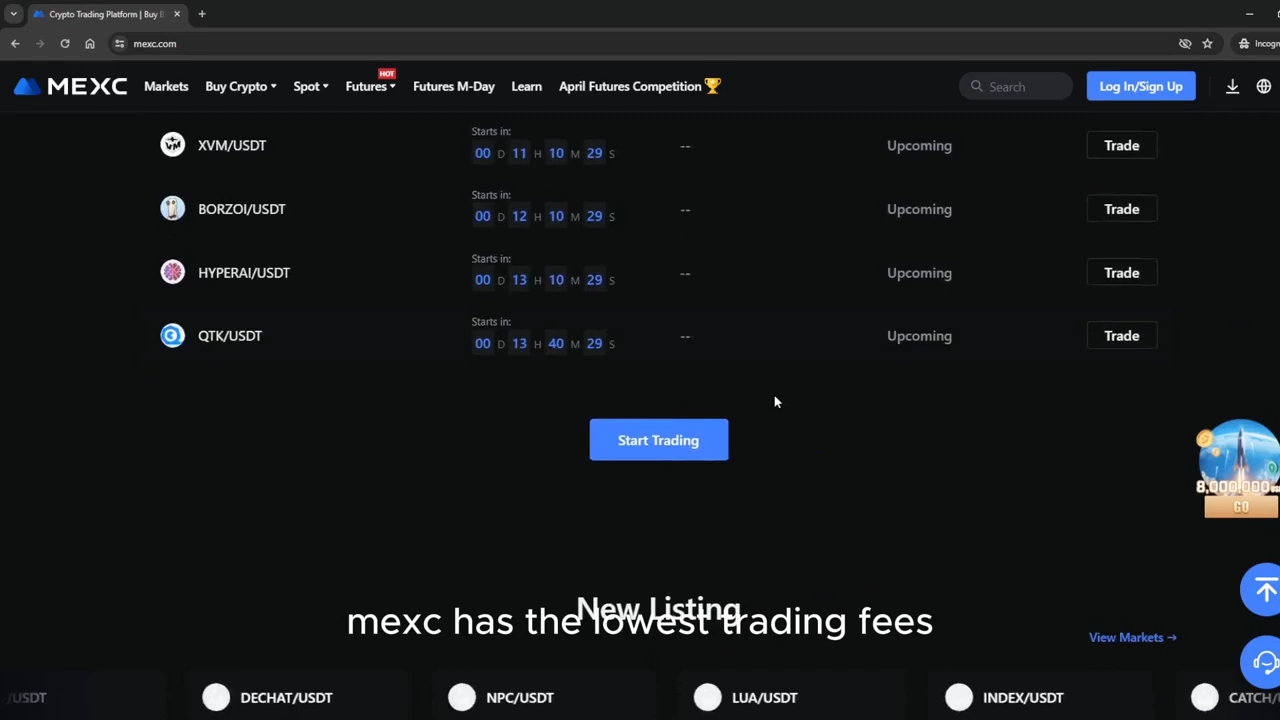 Crypto Trading Platform | Buy B
mexc.com
Incogn
MEXC
Markets
Buy Crypto
Spot
HOT
Futures
Futures M-Day
Learn
April Futures Competition
Search
Log In/Sign Up
XVM/USDT
Starts in:
00 D 11 H 10 M 29 S
--
Upcoming
Trade
BORZOI/USDT
Starts in:
00 D 12 H 10 M 29 S
--
Upcoming
Trade
HYPERAI/USDT
Starts in:
00 D 13 H 10 M 29 S
--
Upcoming
Trade
QTK/USDT
Starts in:
00 D 13 H 40 M 29 S
--
Upcoming
Trade
Start Trading
8,000,000
GO
New Listing
mexc has the lowest trading fees
View Markets →
/USDT
DECHAT/USDT
NPC/USDT
LUA/USDT
INDEX/USDT
CATCH/